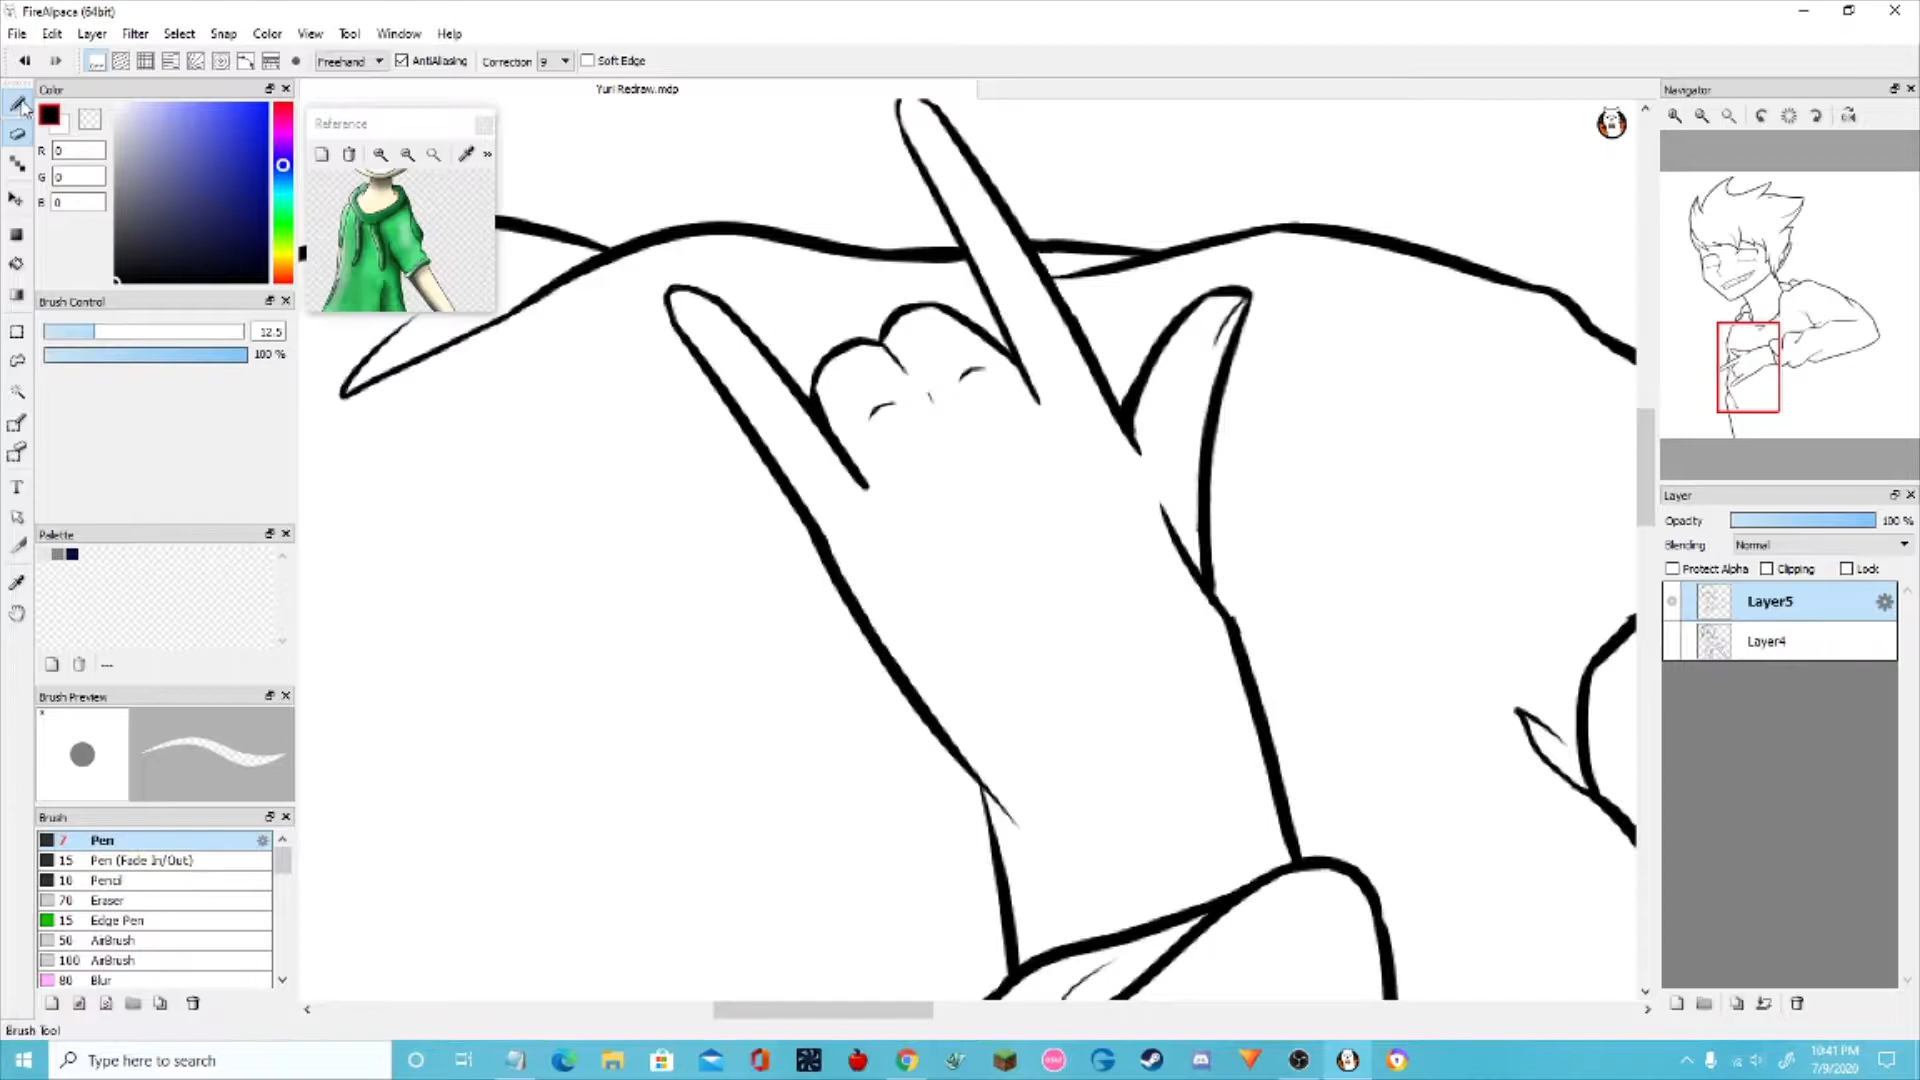 FireAlpaca (64bit)
File Edit Layer Filter Select Snap Color View Tool Window Help
Freehand AntiAliasing Correction 9 Soft Edge
Color
Yuri Redraw.mdp
Navigator
Reference
R 0
G 0
B 0
Brush Control
12.5
100 %
Layer
Opacity 100 %
Blending Normal
Protect Alpha Clipping Lock
Layer5
Layer4
Palette
---
Brush Preview
Brush
7 Pen
15 Pen (Fade In/Out)
10 Pencil
70 Eraser
15 Edge Pen
50 AirBrush
100 AirBrush
80 Blur
Brush Tool
Type here to search
10:41 PM
7/9/2020